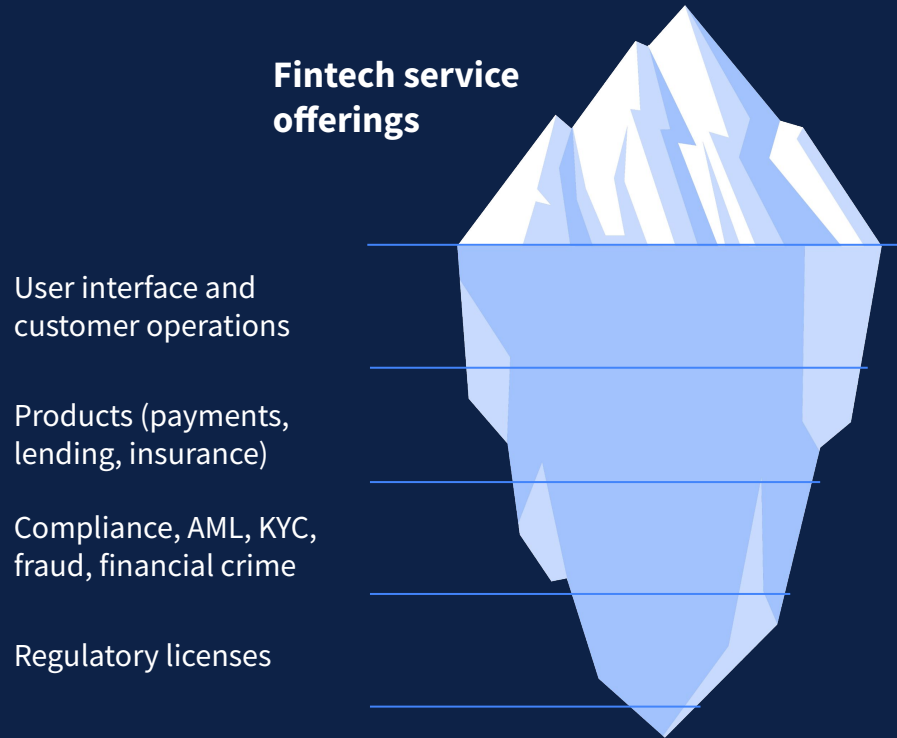 Fintech service
offerings
User interface and
customer operations
Products (payments,
lending, insurance)
Compliance, AML, KYC,
fraud, financial crime
Regulatory licenses